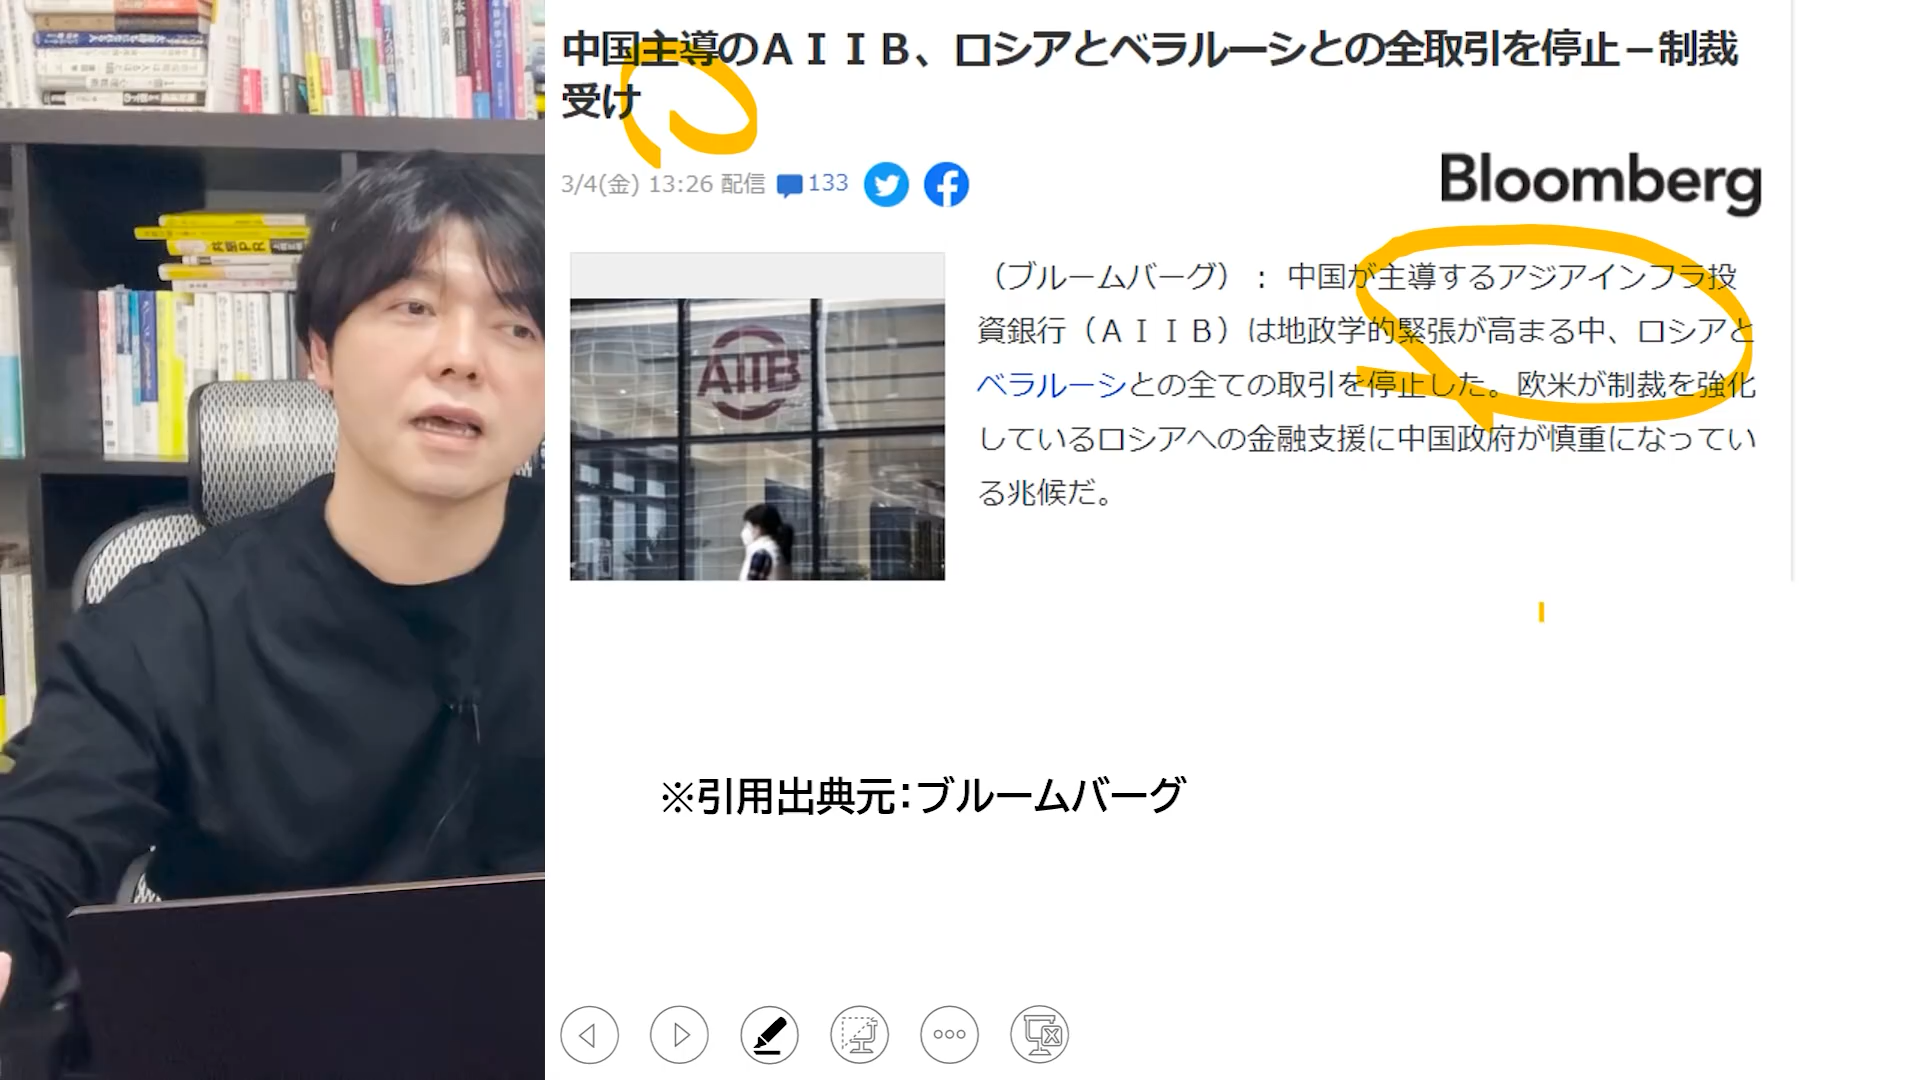 中国主導のＡＩＩＢ、ロシアとベラルーシとの全取引を停止－制裁
受け
3/4(金) 13:26 配信 133
Bloomberg
（ブルームバーグ）： 中国が主導するアジアインフラ投
資銀行（ＡＩＩＢ）は地政学的緊張が高まる中、ロシアと
ベラルーシとの全ての取引を停止した。欧米が制裁を強化
しているロシアへの金融支援に中国政府が慎重になってい
る兆候だ。
AIIB
※引用出典元：ブルームバーグ